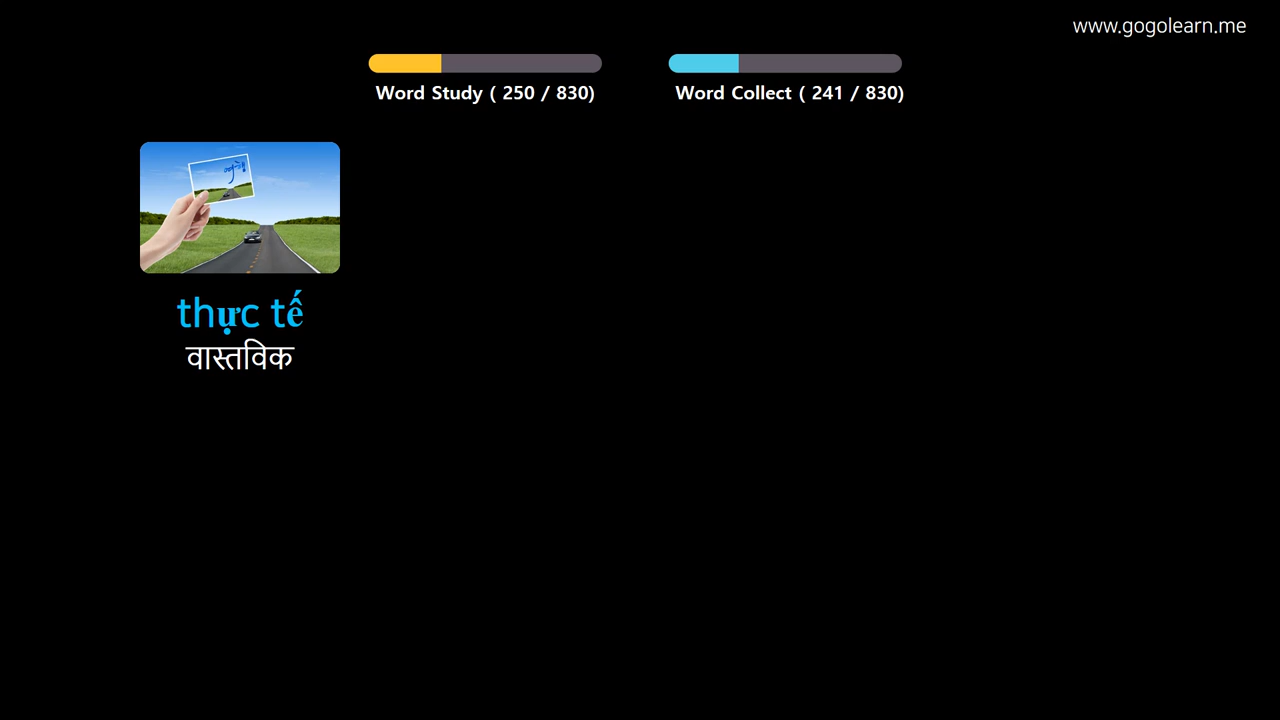 www.gogolearn.me
Word Study ( 250 / 830)
Word Collect ( 241 / 830)
thực tế
वास्तविक